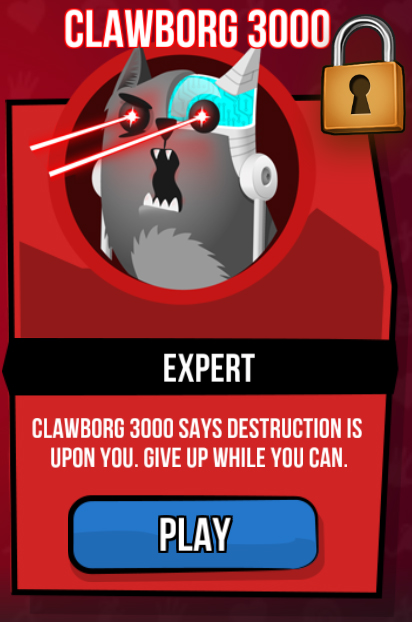 CLAWBORG 3000
EXPERT
CLAWBORG 3000 SAYS DESTRUCTION IS
UPON YOU. GIVE UP WHILE YOU CAN.
PLAY